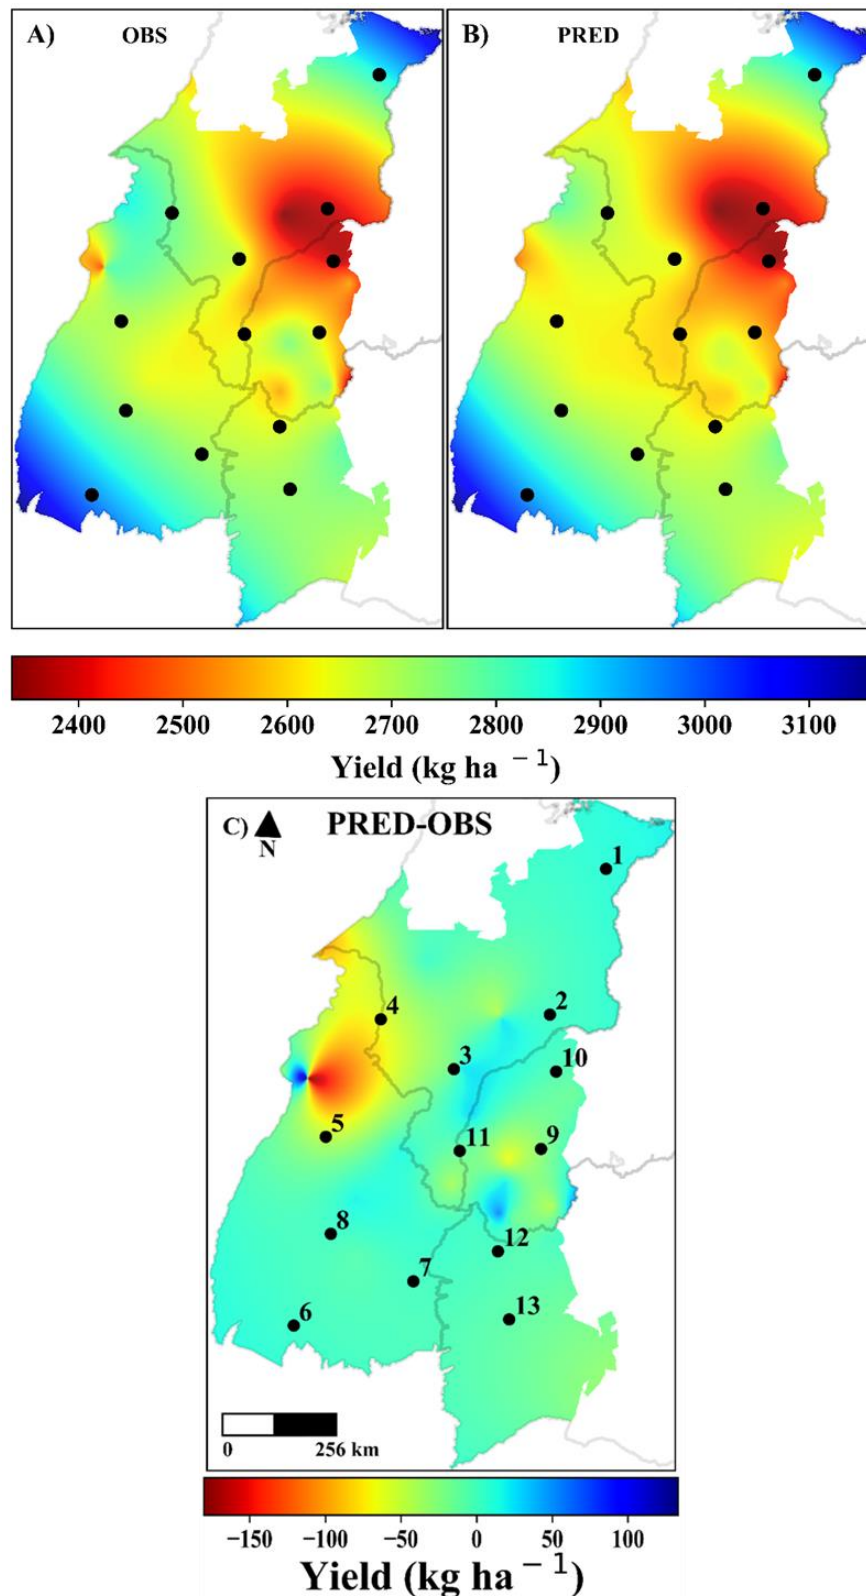 A) OBS
B) PRED
2400 2500 2600 2700 2800 2900 3000 3100
Yield (kg ha −1)
C) N PRED-OBS
1
2
4
3
10
5
11
9
8
12
7
6
13
0 256 km
−150 −100 −50 0 50 100
Yield (kg ha −1)